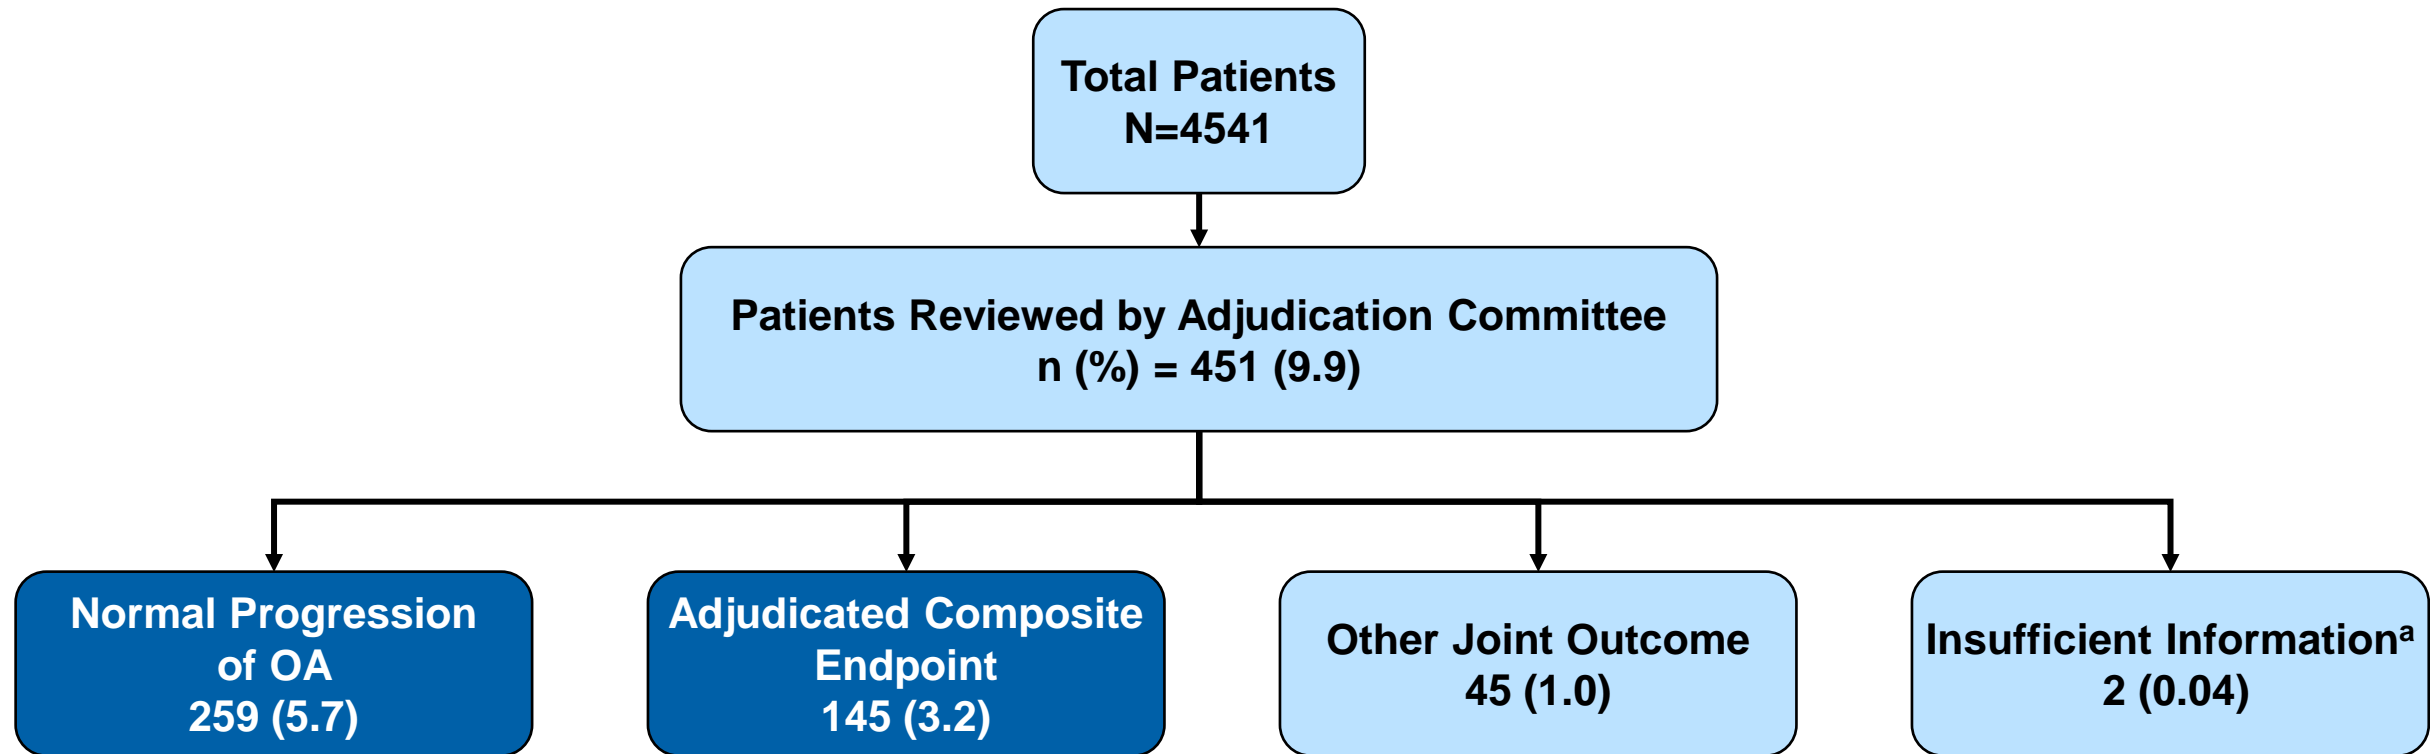 Total Patients
N=4541
Patients Reviewed by Adjudication Committee
n (%) = 451 (9.9)
Normal Progression
of OA
259 (5.7)
Adjudicated Composite
Endpoint
145 (3.2)
Other Joint Outcome
45 (1.0)
Insufficient Informationᵃ
2 (0.04)